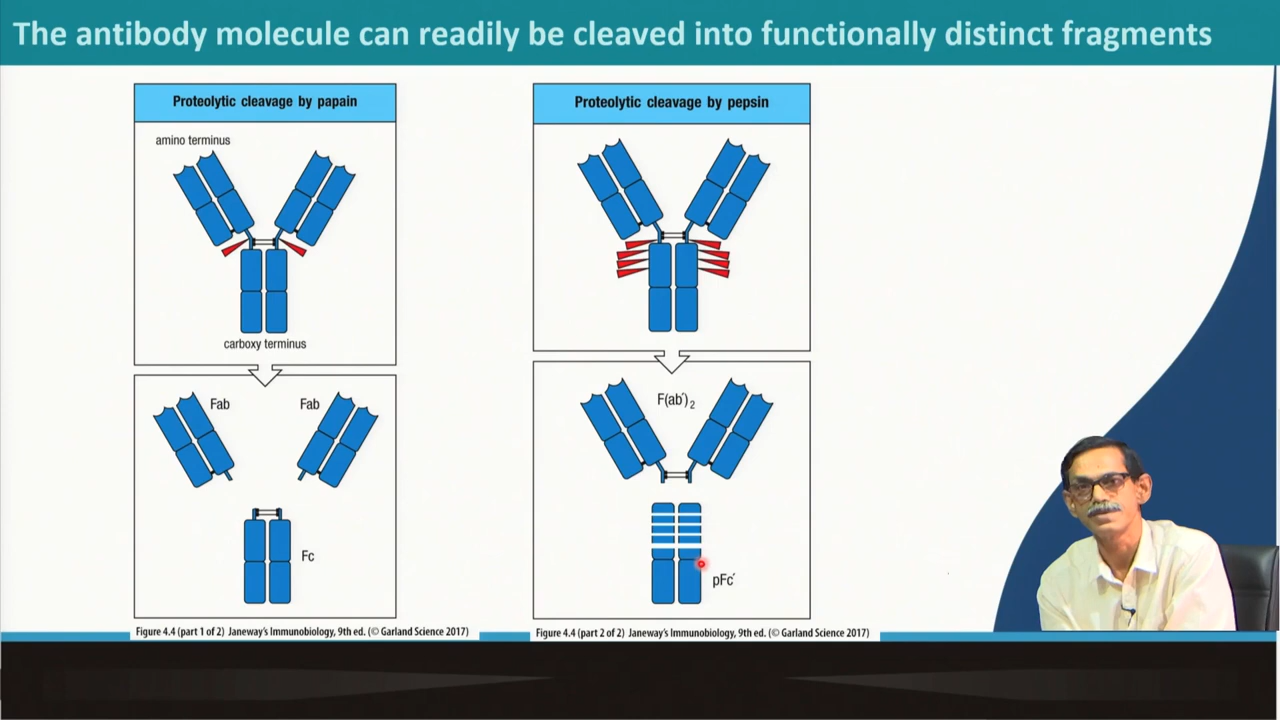 The antibody molecule can readily be cleaved into functionally distinct fragments
Proteolytic cleavage by papain
amino terminus
carboxy terminus
Fab
Fab
Fc
Figure 4.4 (part 1 of 2) Janeway's Immunobiology, 9th ed. (© Garland Science 2017)
Proteolytic cleavage by pepsin
F(ab′)2
pFc′
Figure 4.4 (part 2 of 2) Janeway's Immunobiology, 9th ed. (© Garland Science 2017)